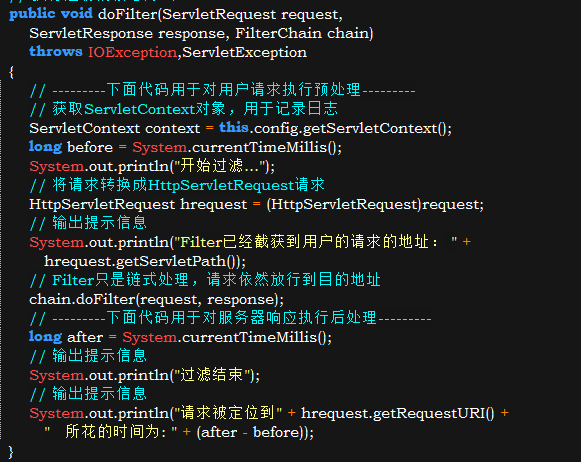 public void doFilter(ServletRequest request,
ServletResponse response, FilterChain chain)
throws IOException,ServletException
{
// ---------下面代码用于对用户请求执行预处理---------
// 获取ServletContext对象，用于记录日志
ServletContext context = this.config.getServletContext();
long before = System.currentTimeMillis();
System.out.println("开始过滤...");
// 将请求转换成HttpServletRequest请求
HttpServletRequest hrequest = (HttpServletRequest)request;
// 输出提示信息
System.out.println("Filter已经截获到用户的请求的地址： " +
hrequest.getServletPath());
// Filter只是链式处理，请求依然放行到目的地址
chain.doFilter(request, response);
// ---------下面代码用于对服务器响应执行后处理---------
long after = System.currentTimeMillis();
// 输出提示信息
System.out.println("过滤结束");
// 输出提示信息
System.out.println("请求被定位到" + hrequest.getRequestURI() +
"   所花的时间为: " + (after - before));
}